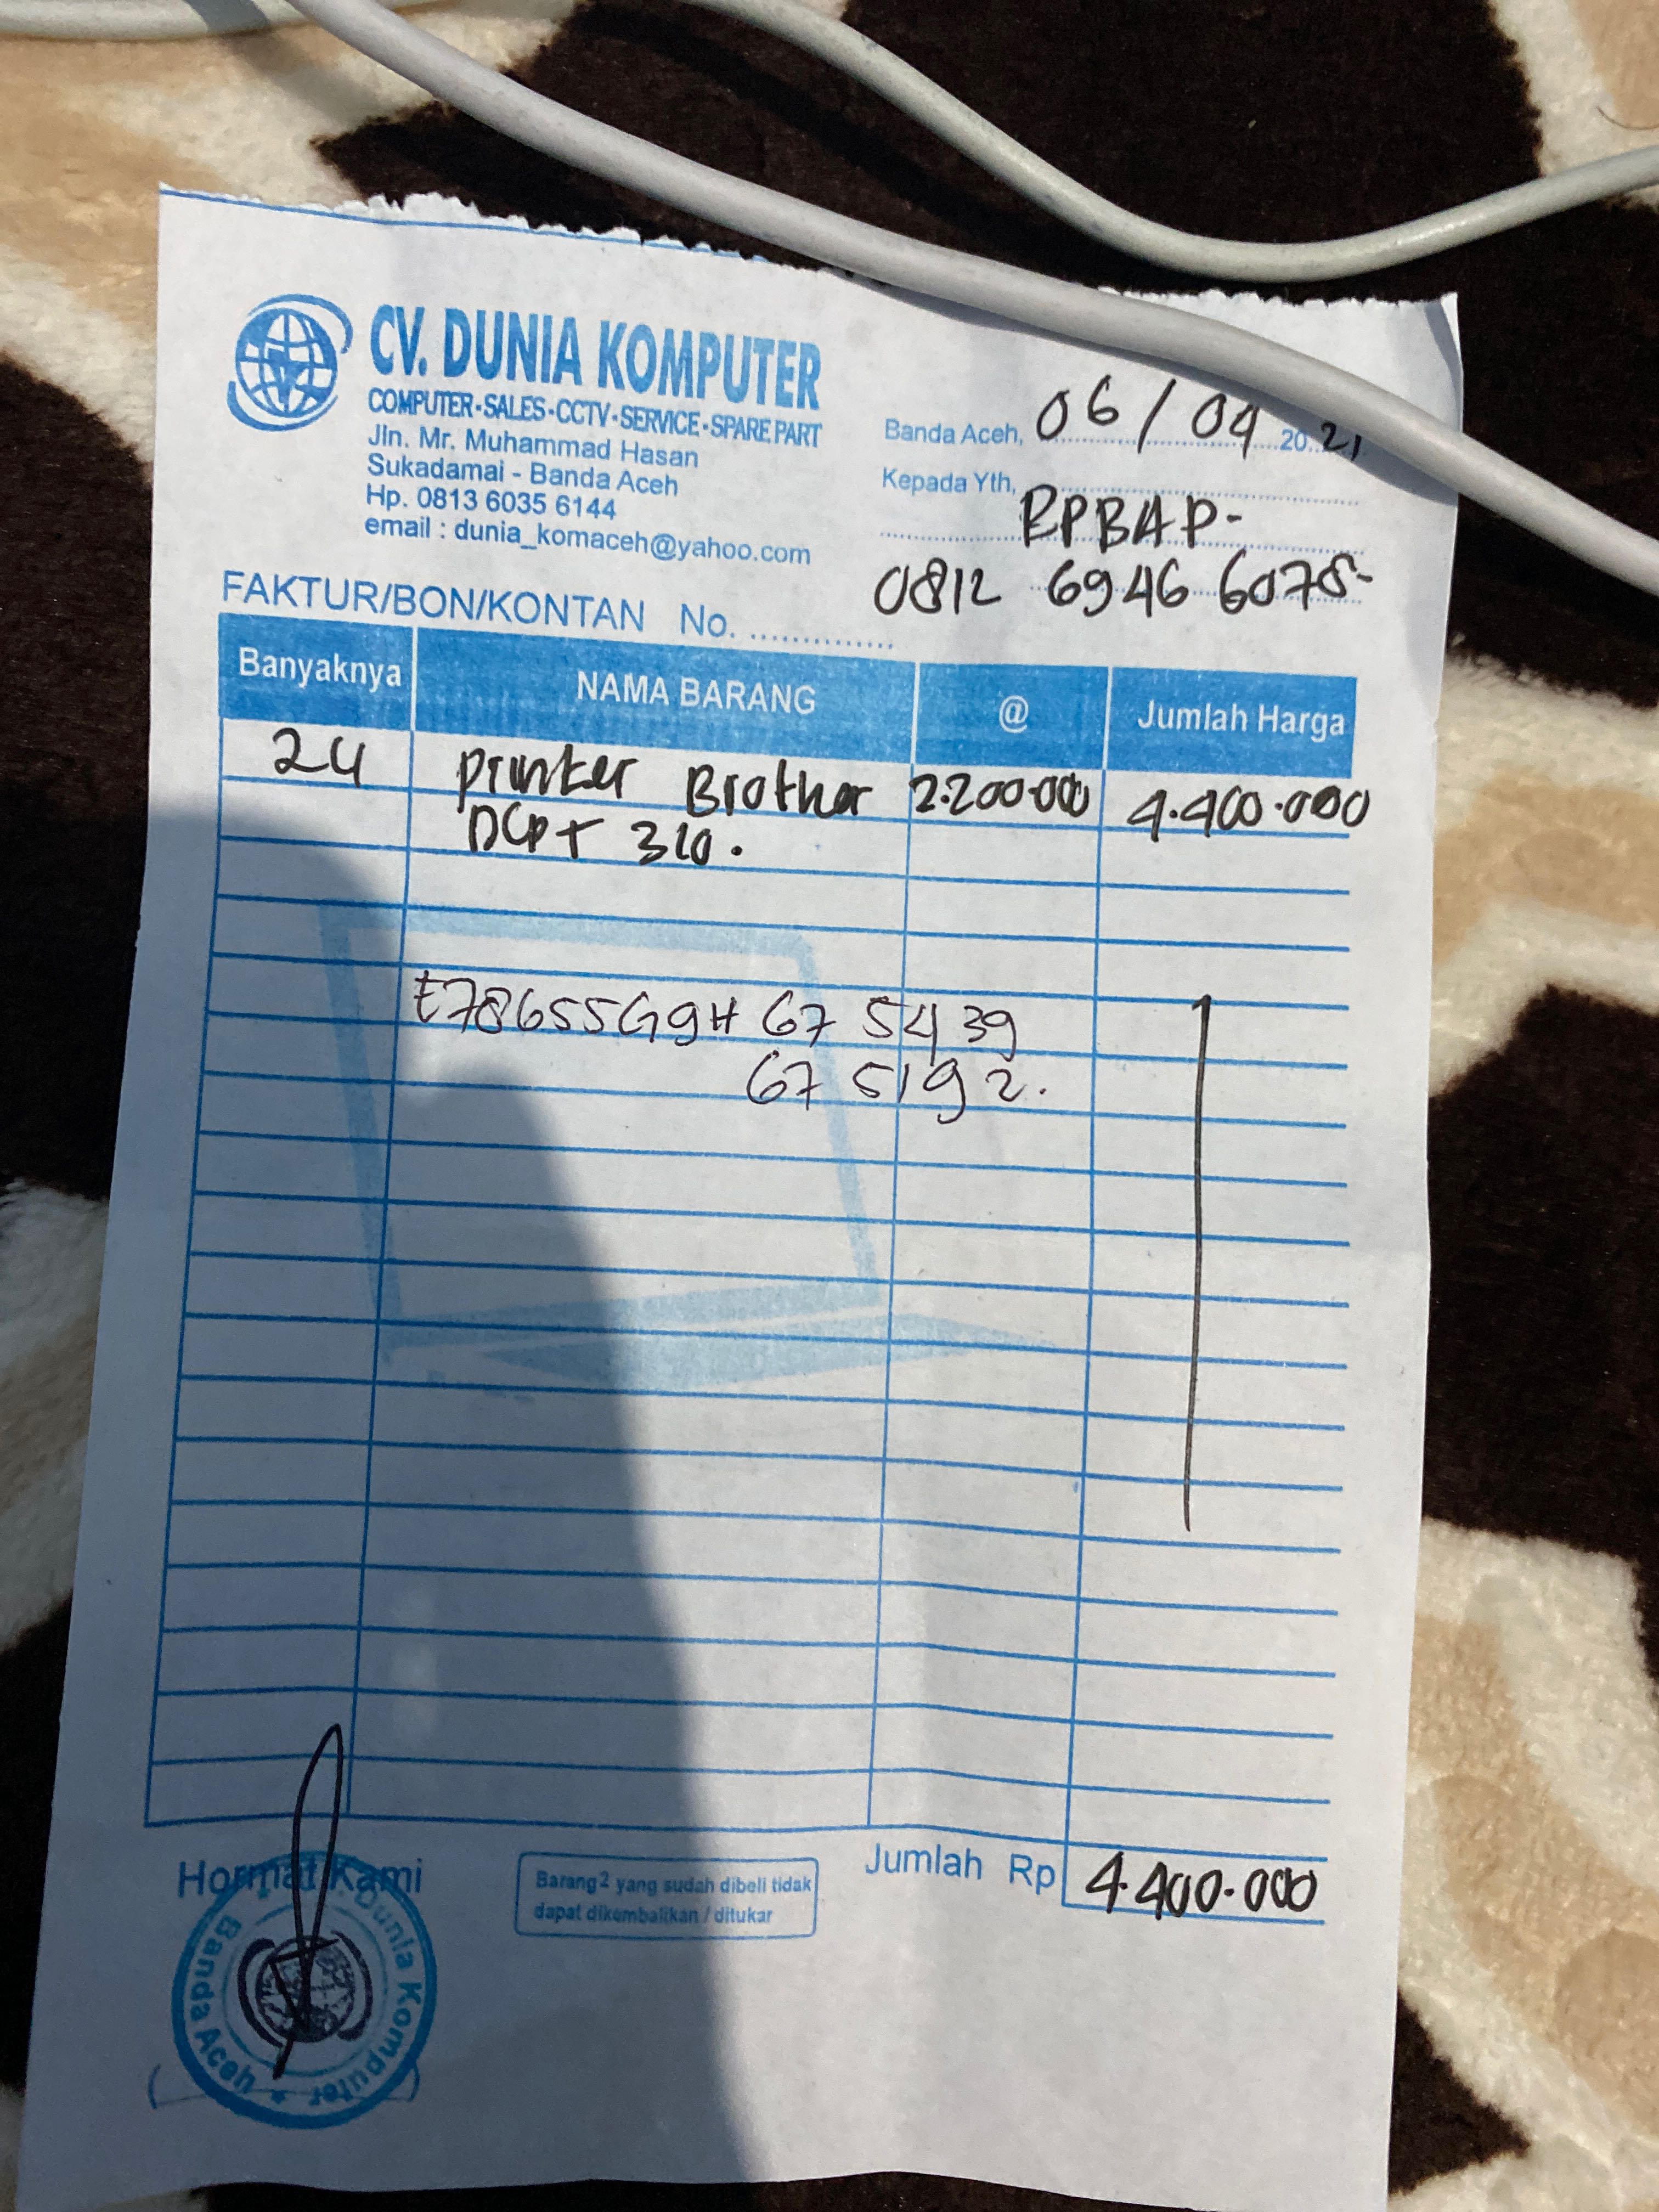 CV. DUNIA KOMPUTER
COMPUTER-SALES-CCTV-SERVICE-SPARE PART
Jln. Mr. Muhammad Hasan
Sukadamai - Banda Aceh
Hp. 0813 6035 6144
email : dunia_komaceh@yahoo.com
Banda Aceh, 06/04 2021
Kepada Yth,
RPBAP-
0812 6946 6078-
FAKTUR/BON/KONTAN No. ..............
Banyaknya NAMA BARANG @ Jumlah Harga
2U Printer Brother 2.200.000 4.400.000
DCP T 310.
E78655G9H 67 54 39
67 5192.
Hormat Kami
Barang2 yang sudah dibeli tidak
dapat dikembalikan / ditukar
Jumlah Rp 4.400.000
Dunia Komputer
Banda Aceh